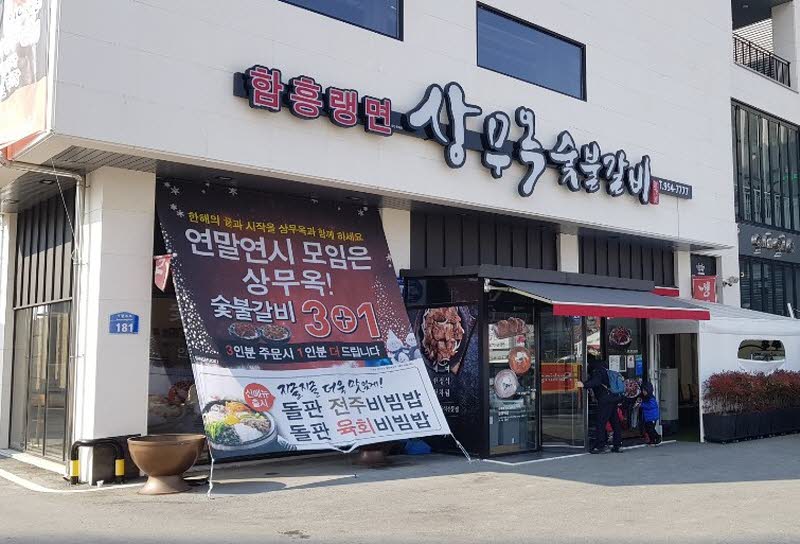 함흥랭면 상무옥 숯불갈비 T.954-7777
한해의 끝과 시작을 상무옥과 함께 하세요
연말연시 모임은
상무옥!
숯불갈비 3+1
3인분 주문시 1인분 더 드립니다
신메뉴 출시
지글지글 더욱 맛있게!
돌판 전주비빔밥
돌판 육회비빔밥
181